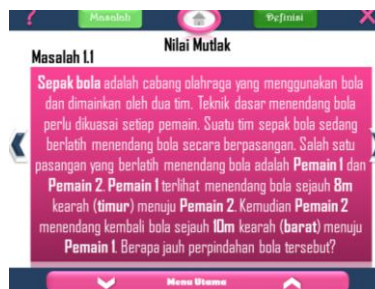 ?
Masalah
Definisi
X
Nilai Mutlak
Masalah 1.1
Sepak bola adalah cabang olahraga yang menggunakan bola
dan dimainkan oleh dua tim. Teknik dasar menendang bola
perlu dikuasai setiap pemain. Suatu tim sepak bola sedang
berlatih menendang bola secara berpasangan. Salah satu
pasangan yang berlatih menendang bola adalah Pemain 1 dan
Pemain 2. Pemain 1 terlihat menendang bola sejauh 8m
kearah (timur) menuju Pemain 2. Kemudian Pemain 2
menendang kembali bola sejauh 10m kearah (barat) menuju
Pemain 1. Berapa jauh perpindahan bola tersebut?
Menu Utama